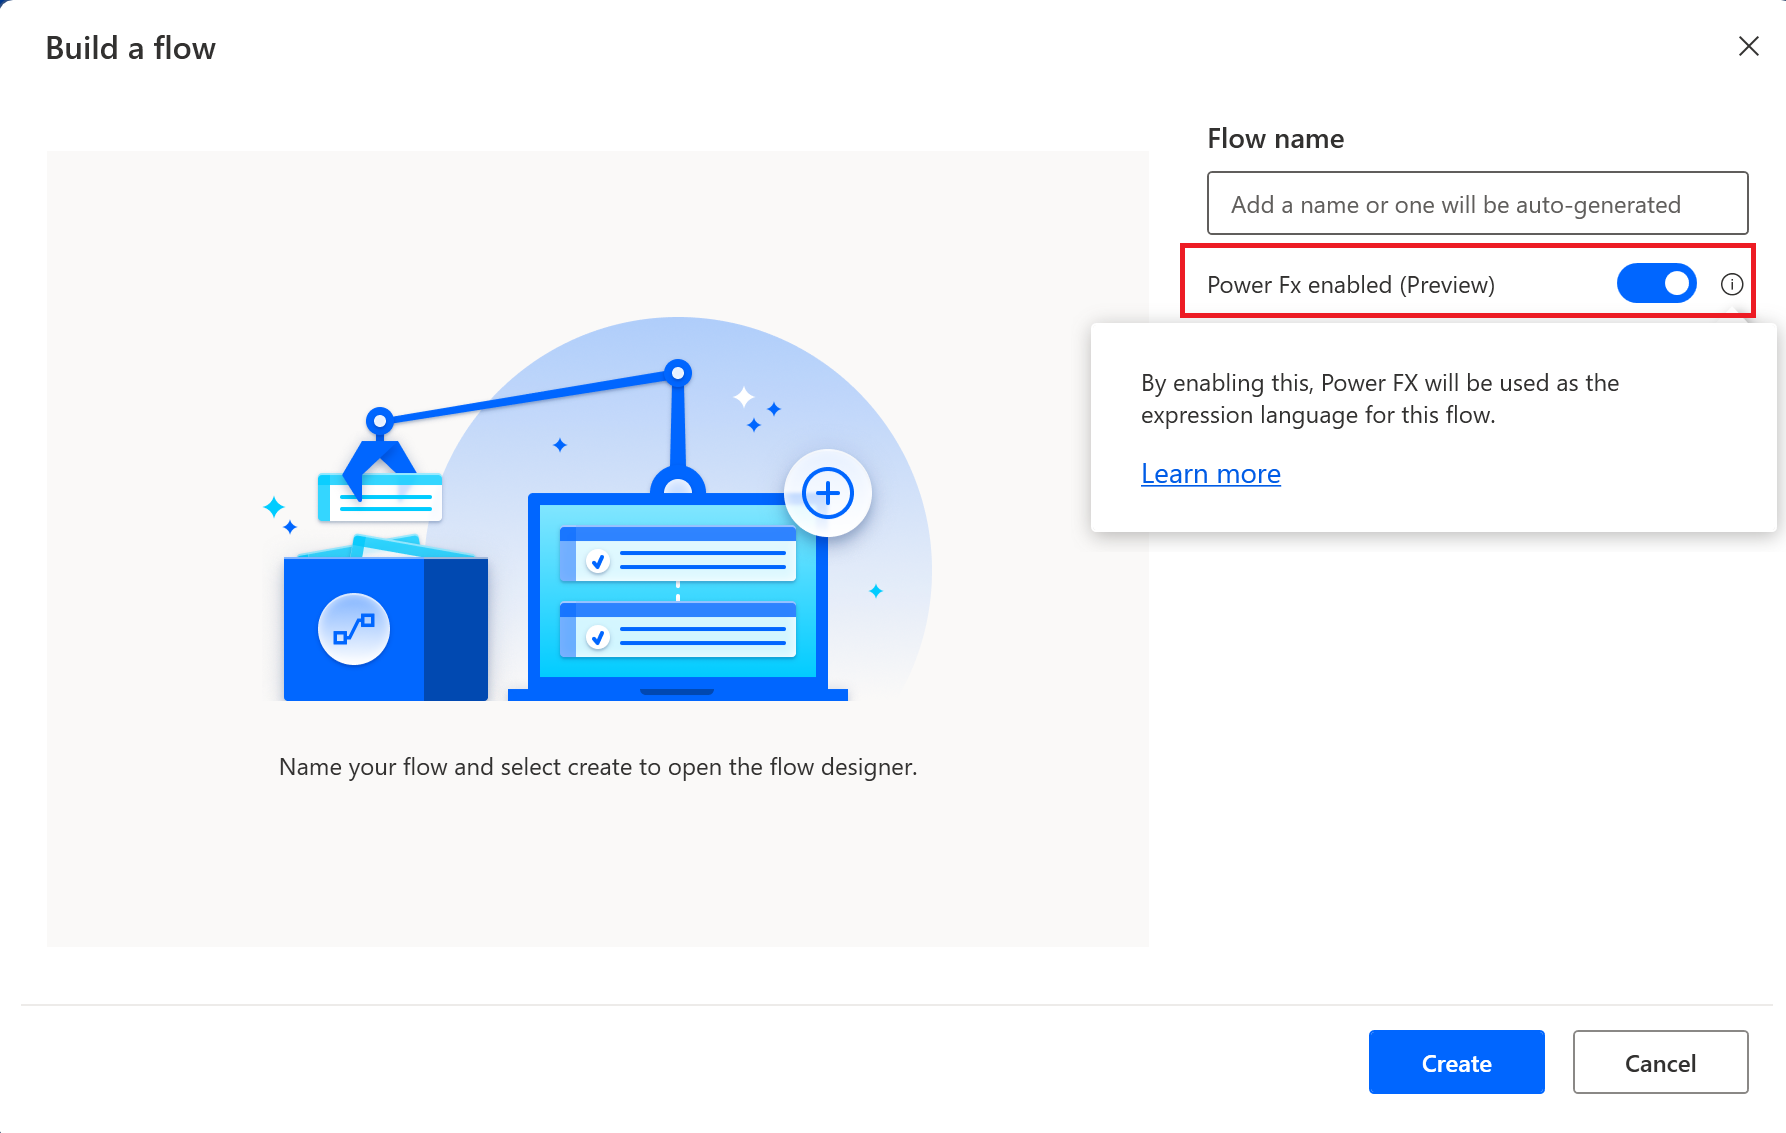 Build a flow
Flow name
Add a name or one will be auto-generated
Power Fx enabled (Preview)
By enabling this, Power FX will be used as the
expression language for this flow.
Learn more
Name your flow and select create to open the flow designer.
Create
Cancel